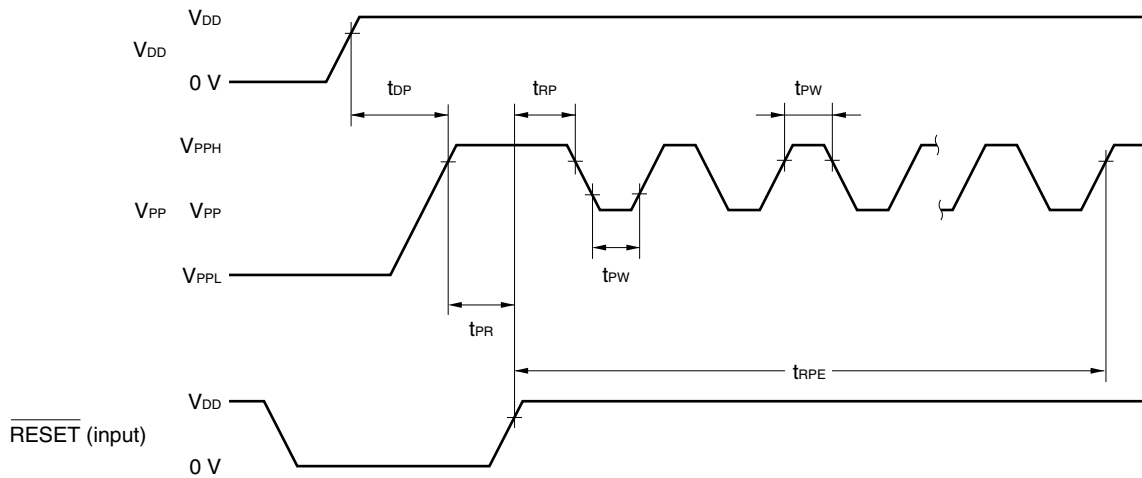 VDD
VDD
0 V
tDP
tRP
tPW
VPPH
VPP VPP
tPW
VPPL
tPR
tRPE
VDD
RESET (input)
0 V